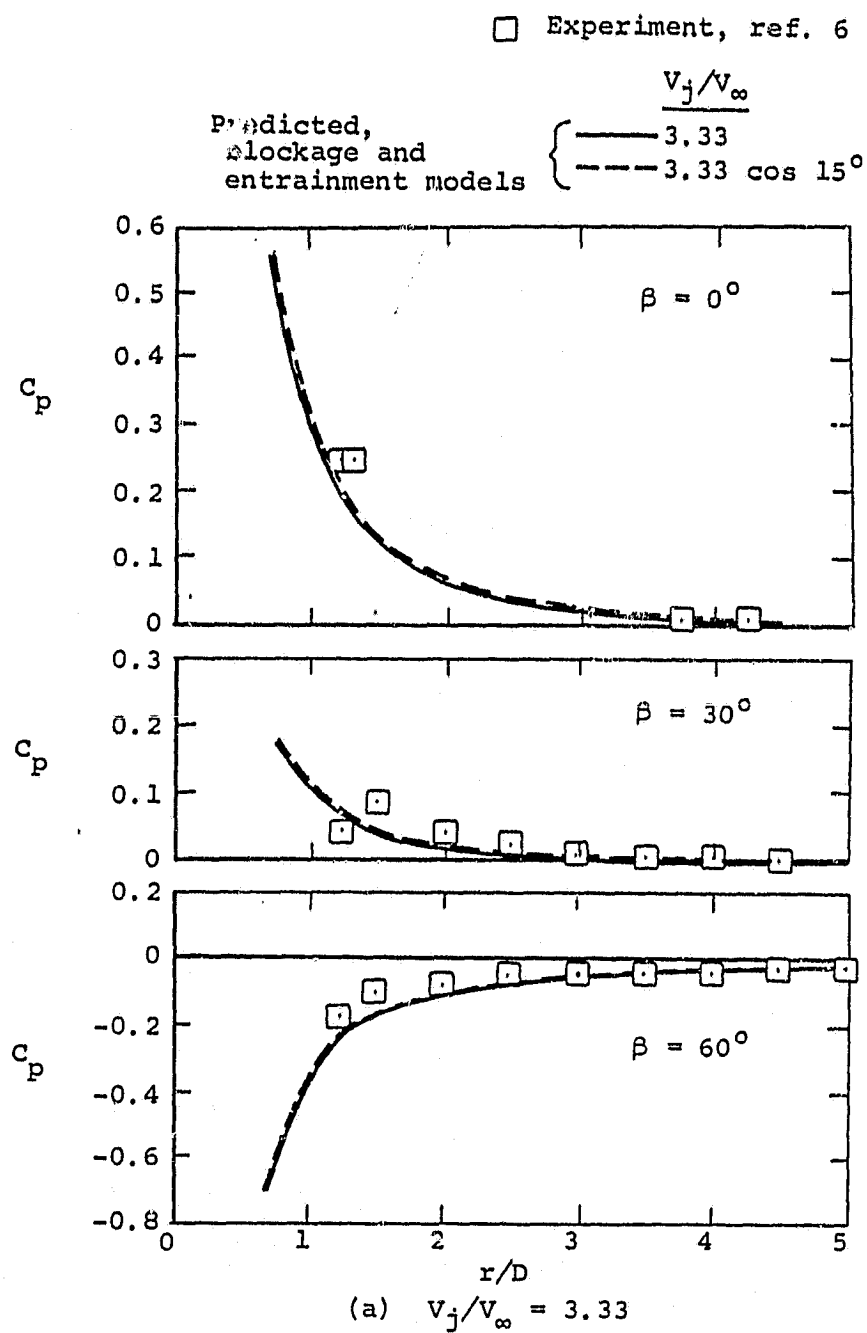 Experiment, ref. 6
Vj/V∞
Predicted,
blockage and
entrainment models
3.33
3.33 cos 15°
0.6
0.5
0.4
0.3
0.2
0.1
0
Cp
β = 0°
0.3
0.2
0.1
0
Cp
β = 30°
0.2
0
-0.2
-0.4
-0.6
-0.8
Cp
β = 60°
0 1 2 3 4 5
r/D
(a) Vj/V∞ = 3.33